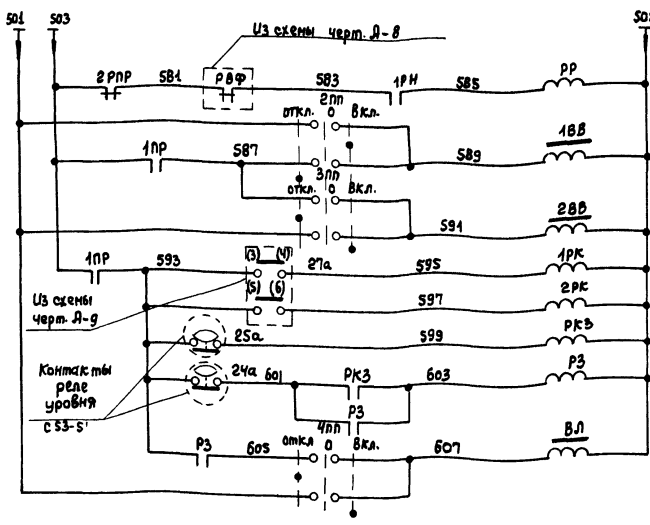 501 503 502
Из схемы черт. А-8
2РПР 581 РВФ 583 1РН 585 РР
2ПП
откл. 0 Вкл.
1ВВ
1ПР 587 589
3ПП
откл. 0 Вкл.
2ВВ
591
1ПР 593 (3) (4) 27а 595 1РК
(5) (6) 597 2РК
Из схемы
черт. А-9
25а 599 РКЗ
Контакты
реле
уровня
с 53-5'
24а 601 РКЗ 603 РЗ
РЗ
4ПП
РЗ 605 откл 0 Вкл. 607 ВЛ